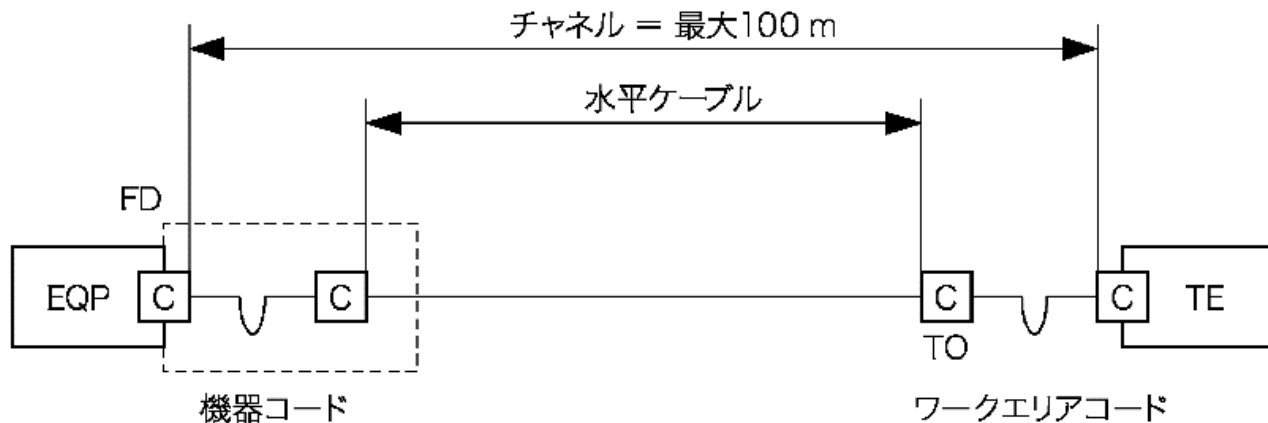 チャネル = 最大100 m
水平ケーブル
FD
EQP
C
C
C
C
TE
TO
機器コード
ワークエリアコード